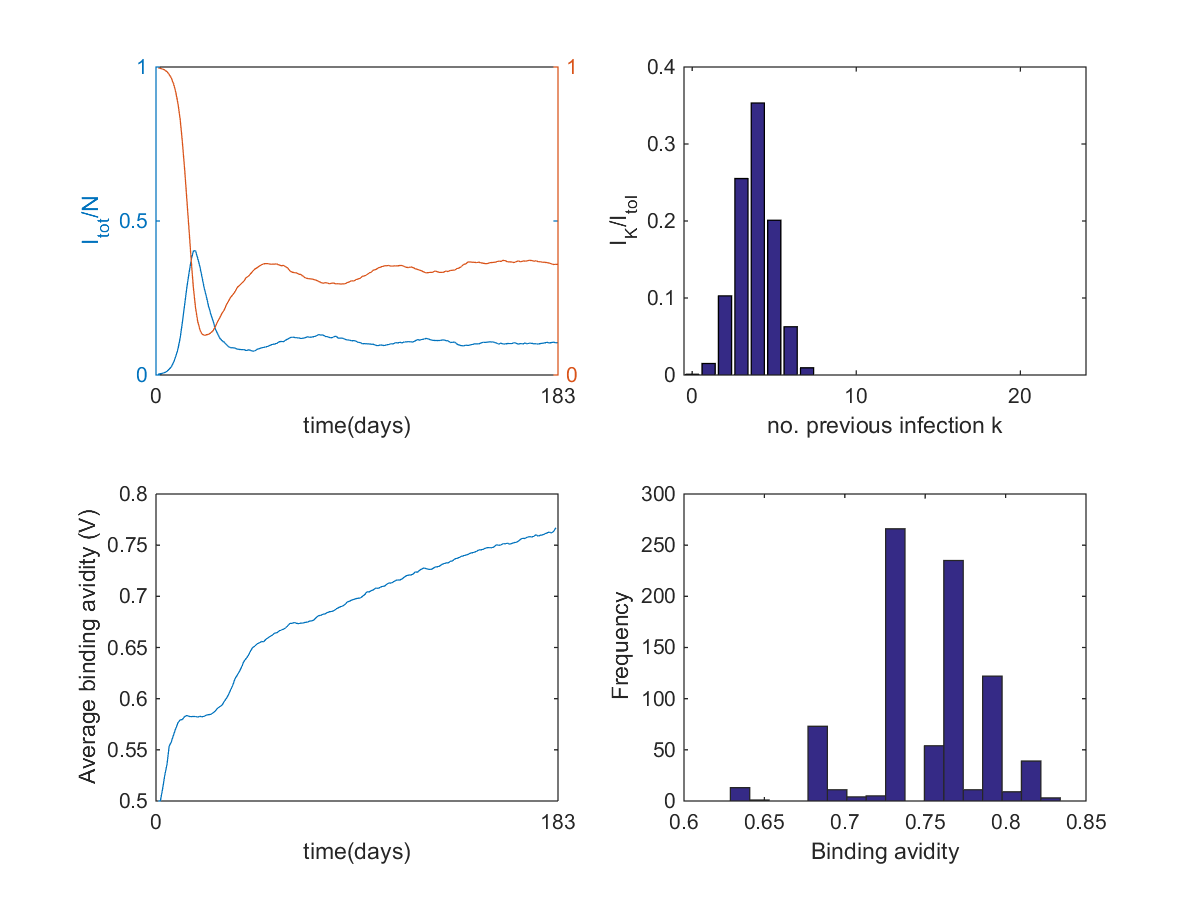 1
0.5
0
I_tot/N
1
0
0 183
time(days)
0.4
0.3
0.2
0.1
0
I_K/I_tol
0 10 20
no. previous infection k
0.8
0.75
0.7
0.65
0.6
0.55
0.5
Average binding avidity (V)
0 183
time(days)
300
250
200
150
100
50
0
Frequency
0.6 0.65 0.7 0.75 0.8 0.85
Binding avidity